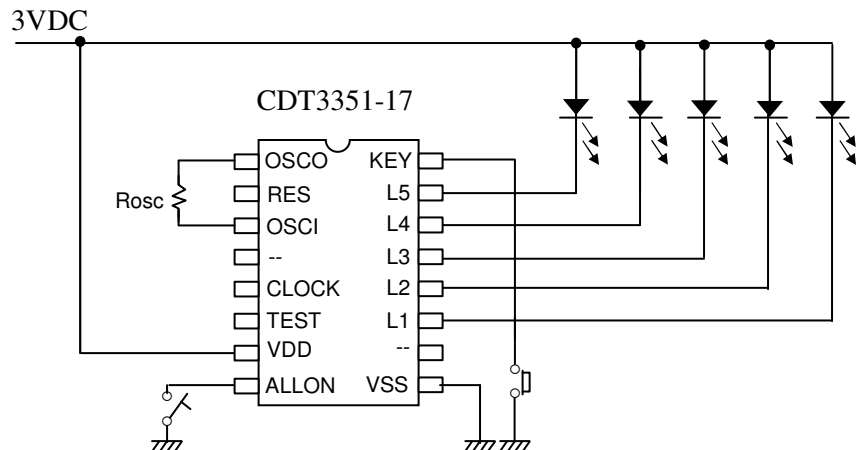 3VDC
CDT3351-17
OSCO KEY
RES L5
Rosc
OSCI L4
-- L3
CLOCK L2
TEST L1
VDD --
ALLON VSS